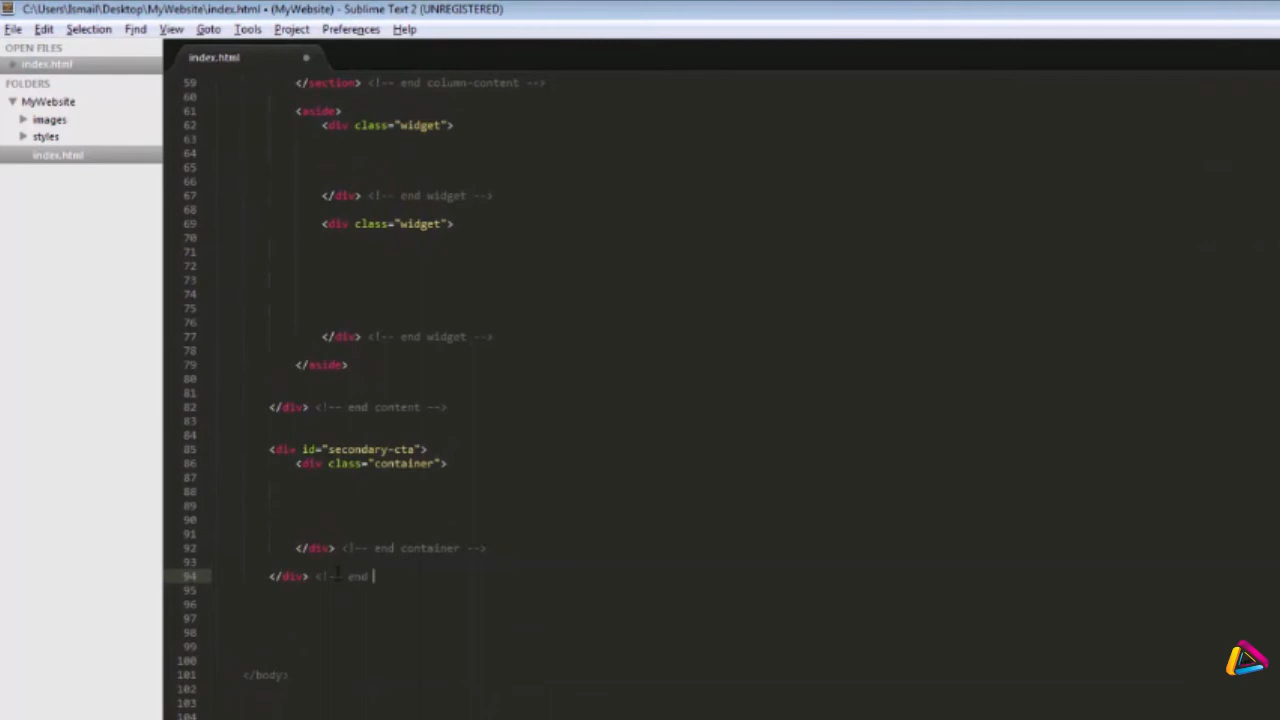 C:\Users\Ismail\Desktop\MyWebsite\index.html • (MyWebsite) - Sublime Text 2 (UNREGISTERED)
File Edit Selection Find View Goto Tools Project Preferences Help
OPEN FILES
index.html
FOLDERS
MyWebsite
images
styles
index.html
index.html
59 </section> <!-- end column-content -->
60
61 <aside>
62 <div class="widget">
63
64
65
66
67 </div> <!-- end widget -->
68
69 <div class="widget">
70
71
72
73
74
75
76
77 </div> <!-- end widget -->
78
79 </aside>
80
81
82 </div> <!-- end content -->
83
84
85 <div id="secondary-cta">
86 <div class="container">
87
88
89
90
91
92 </div> <!-- end container -->
93
94 </div> <!-- end
95
96
97
98
99
100
101 </body>
102
103
104